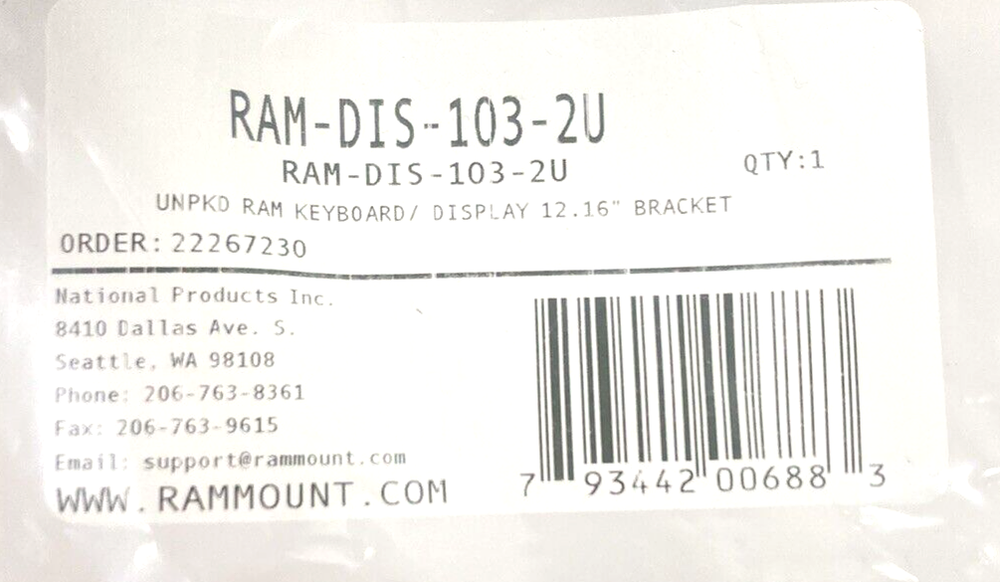 RAM-DIS-103-2U
RAM-DIS-103-2U
QTY:1
UNPKD RAM KEYBOARD/ DISPLAY 12.16" BRACKET
ORDER: 22267230
National Products Inc.
8410 Dallas Ave. S.
Seattle, WA 98108
Phone: 206-763-8361
Fax: 206-763-9615
Email: support@rammount.com
WWW.RAMMOUNT.COM
7 93442 00688 3